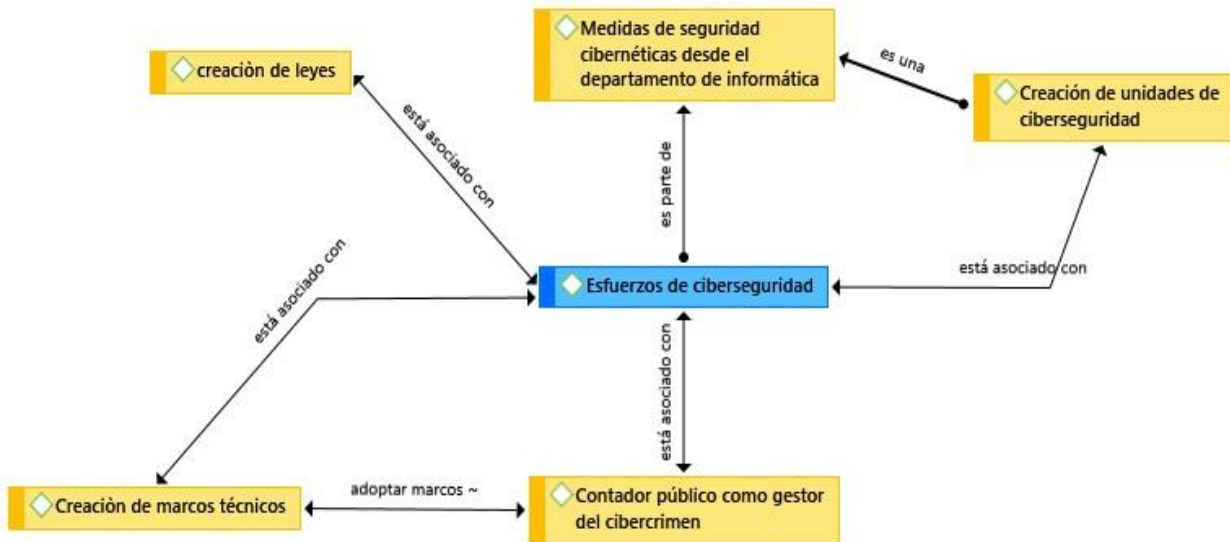 Medidas de seguridad
cibernéticas desde el
departamento de informática
creaciòn de leyes
es una
Creación de unidades de
ciberseguridad
está asociado con
es parte de
está asociado con
está asociado con
Esfuerzos de ciberseguridad
está asociado con
Creaciòn de marcos técnicos
adoptar marcos ~
Contador público como gestor
del cibercrimen